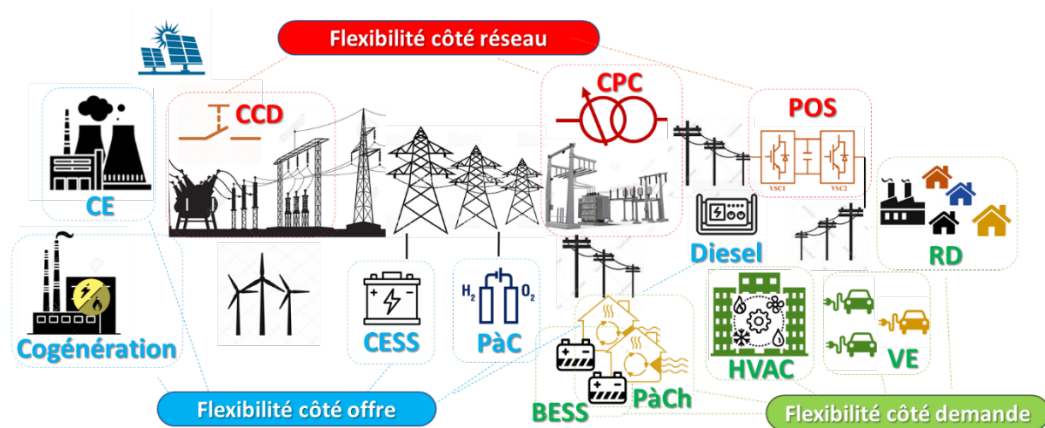 Flexibilité côté réseau
CCD
CPC
POS
VSC1
VSC2
CE
Diesel
RD
H₂
O₂
Cogénération
CESS
PàC
HVAC
VE
BESS
PàCh
Flexibilité côté offre
Flexibilité côté demande